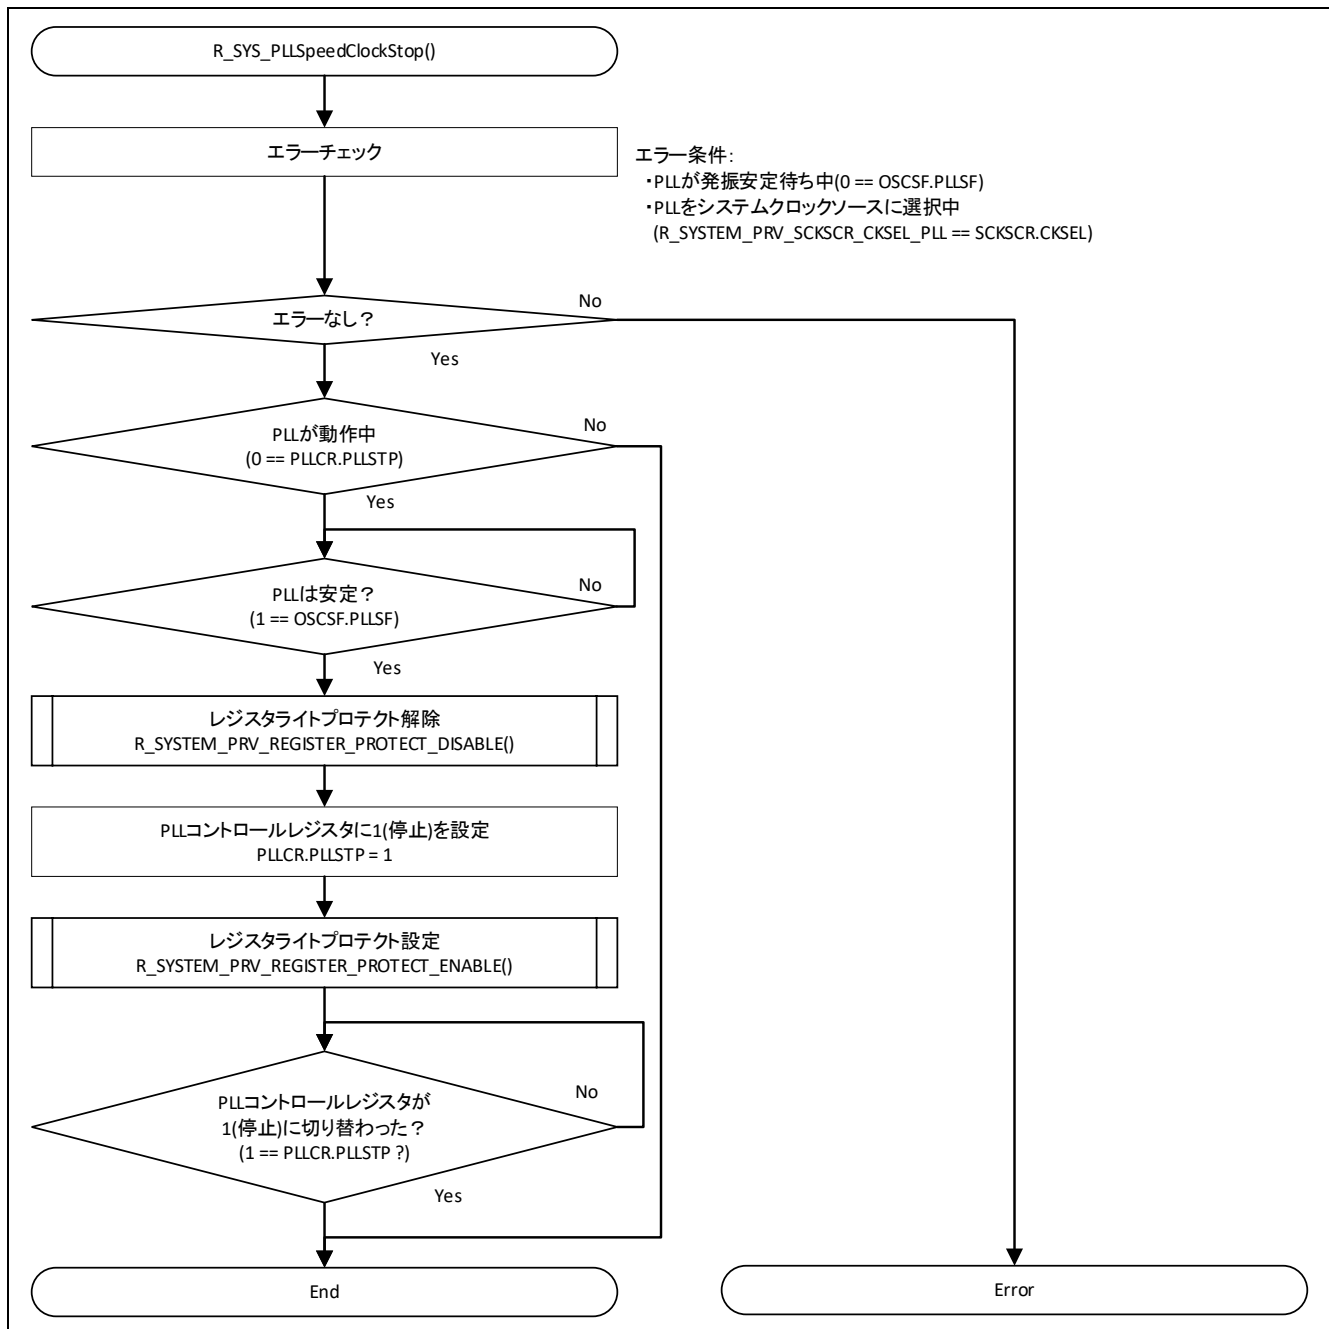 R_SYS_PLLSpeedClockStop()
エラーチェック
エラー条件:
・PLLが発振安定待ち中(0 == OSCSF.PLLSF)
・PLLをシステムクロックソースに選択中
(R_SYSTEM_PRV_SCKSCR_CKSEL_PLL == SCKSCR.CKSEL)
エラーなし？
No
Yes
PLLが動作中
(0 == PLLCR.PLLSTP)
No
Yes
PLLは安定？
(1 == OSCSF.PLLSF)
No
Yes
レジスタライトプロテクト解除
R_SYSTEM_PRV_REGISTER_PROTECT_DISABLE()
PLLコントロールレジスタに1(停止)を設定
PLLCR.PLLSTP = 1
レジスタライトプロテクト設定
R_SYSTEM_PRV_REGISTER_PROTECT_ENABLE()
PLLコントロールレジスタが
1(停止)に切り替わった？
(1 == PLLCR.PLLSTP ?)
No
Yes
End
Error